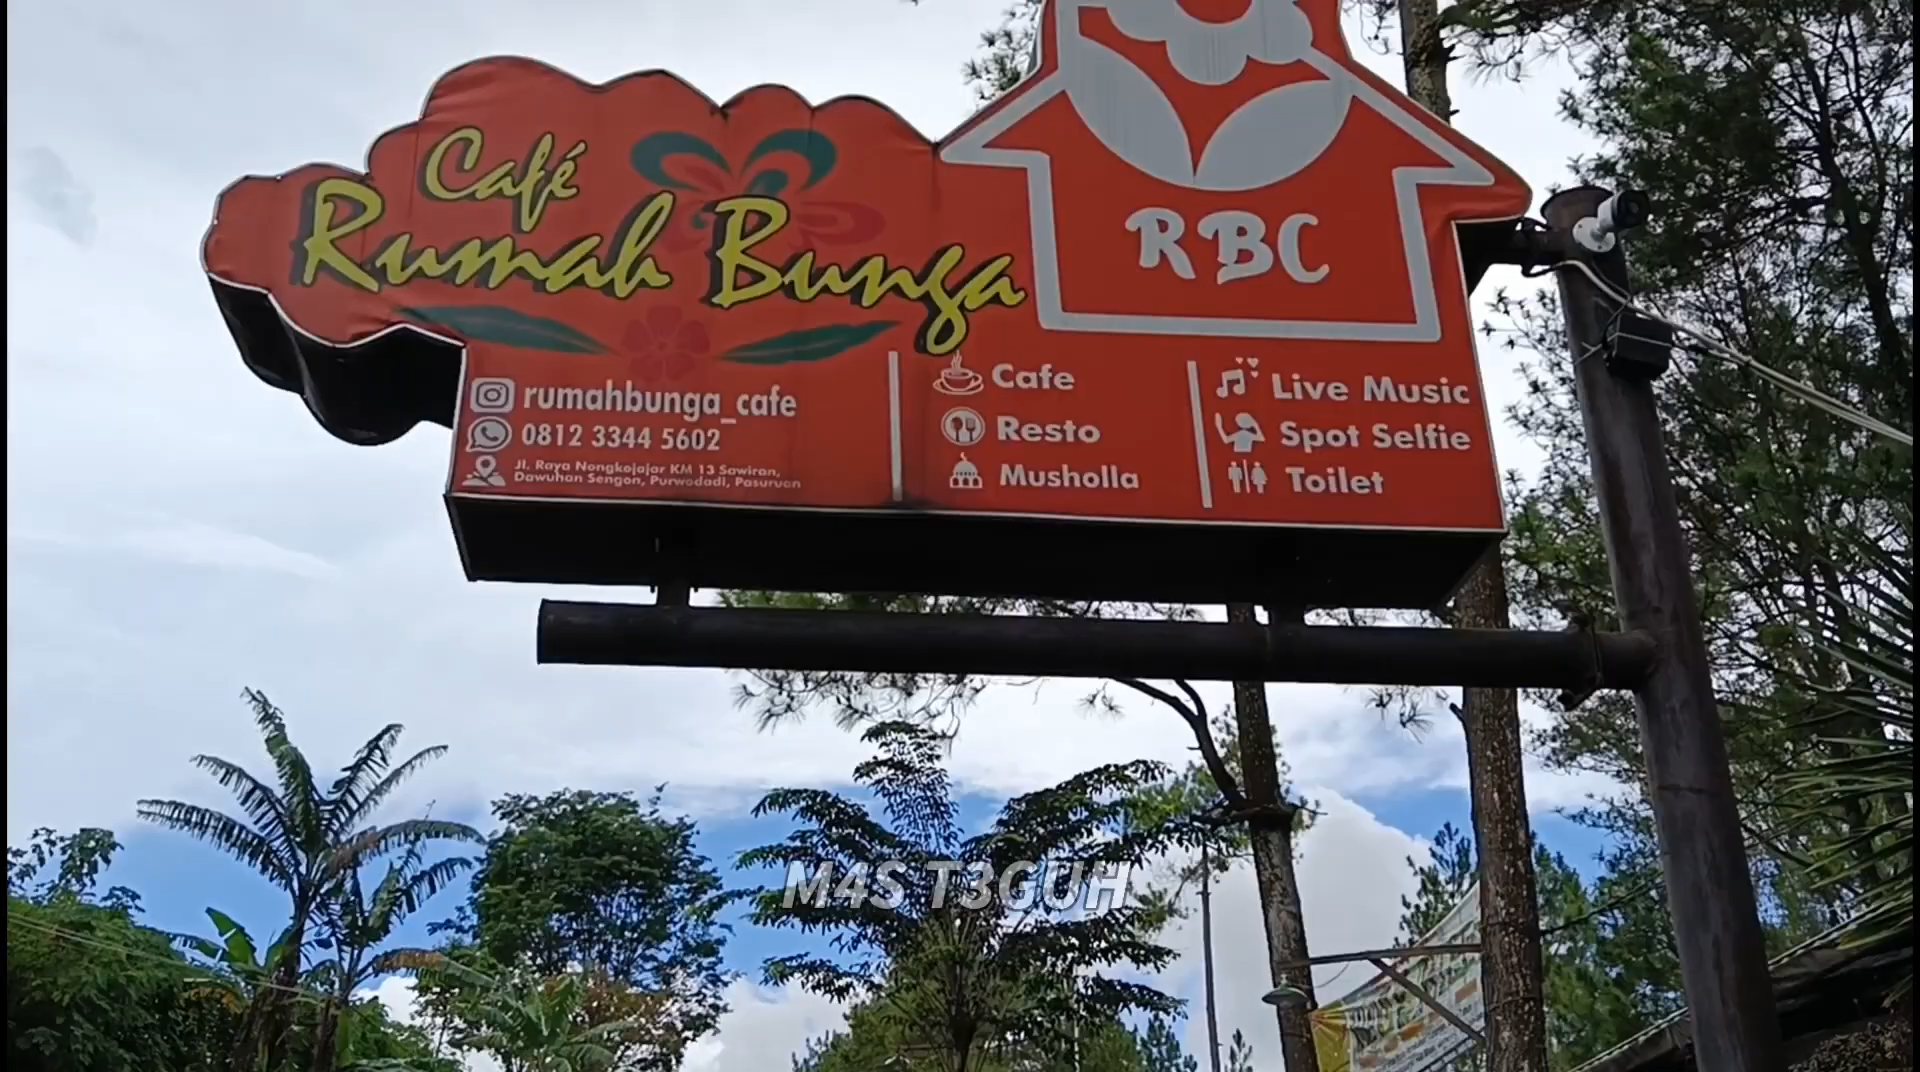 Café
Rumah Bunga
RBC
rumahbunga_cafe
0812 3344 5602
Jl. Raya Nongkojajar KM 13 Sawiran,
Dawuhan Sengon, Purwodadi, Pasuruan
Cafe
Resto
Musholla
Live Music
Spot Selfie
Toilet
M4S T3GUH